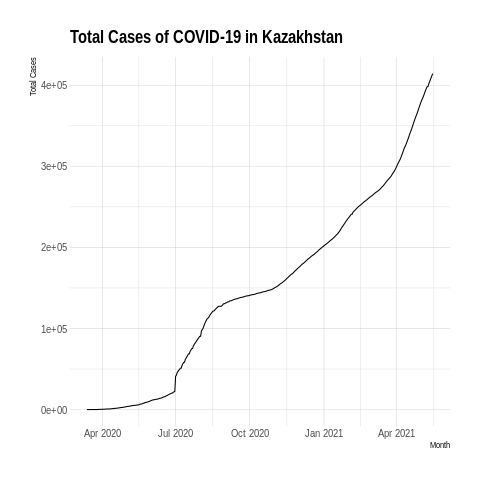 Total Cases of COVID-19 in Kazakhstan
Total Cases
4e+05
3e+05
2e+05
1e+05
0e+00
Apr 2020 Jul 2020 Oct 2020 Jan 2021 Apr 2021
Month